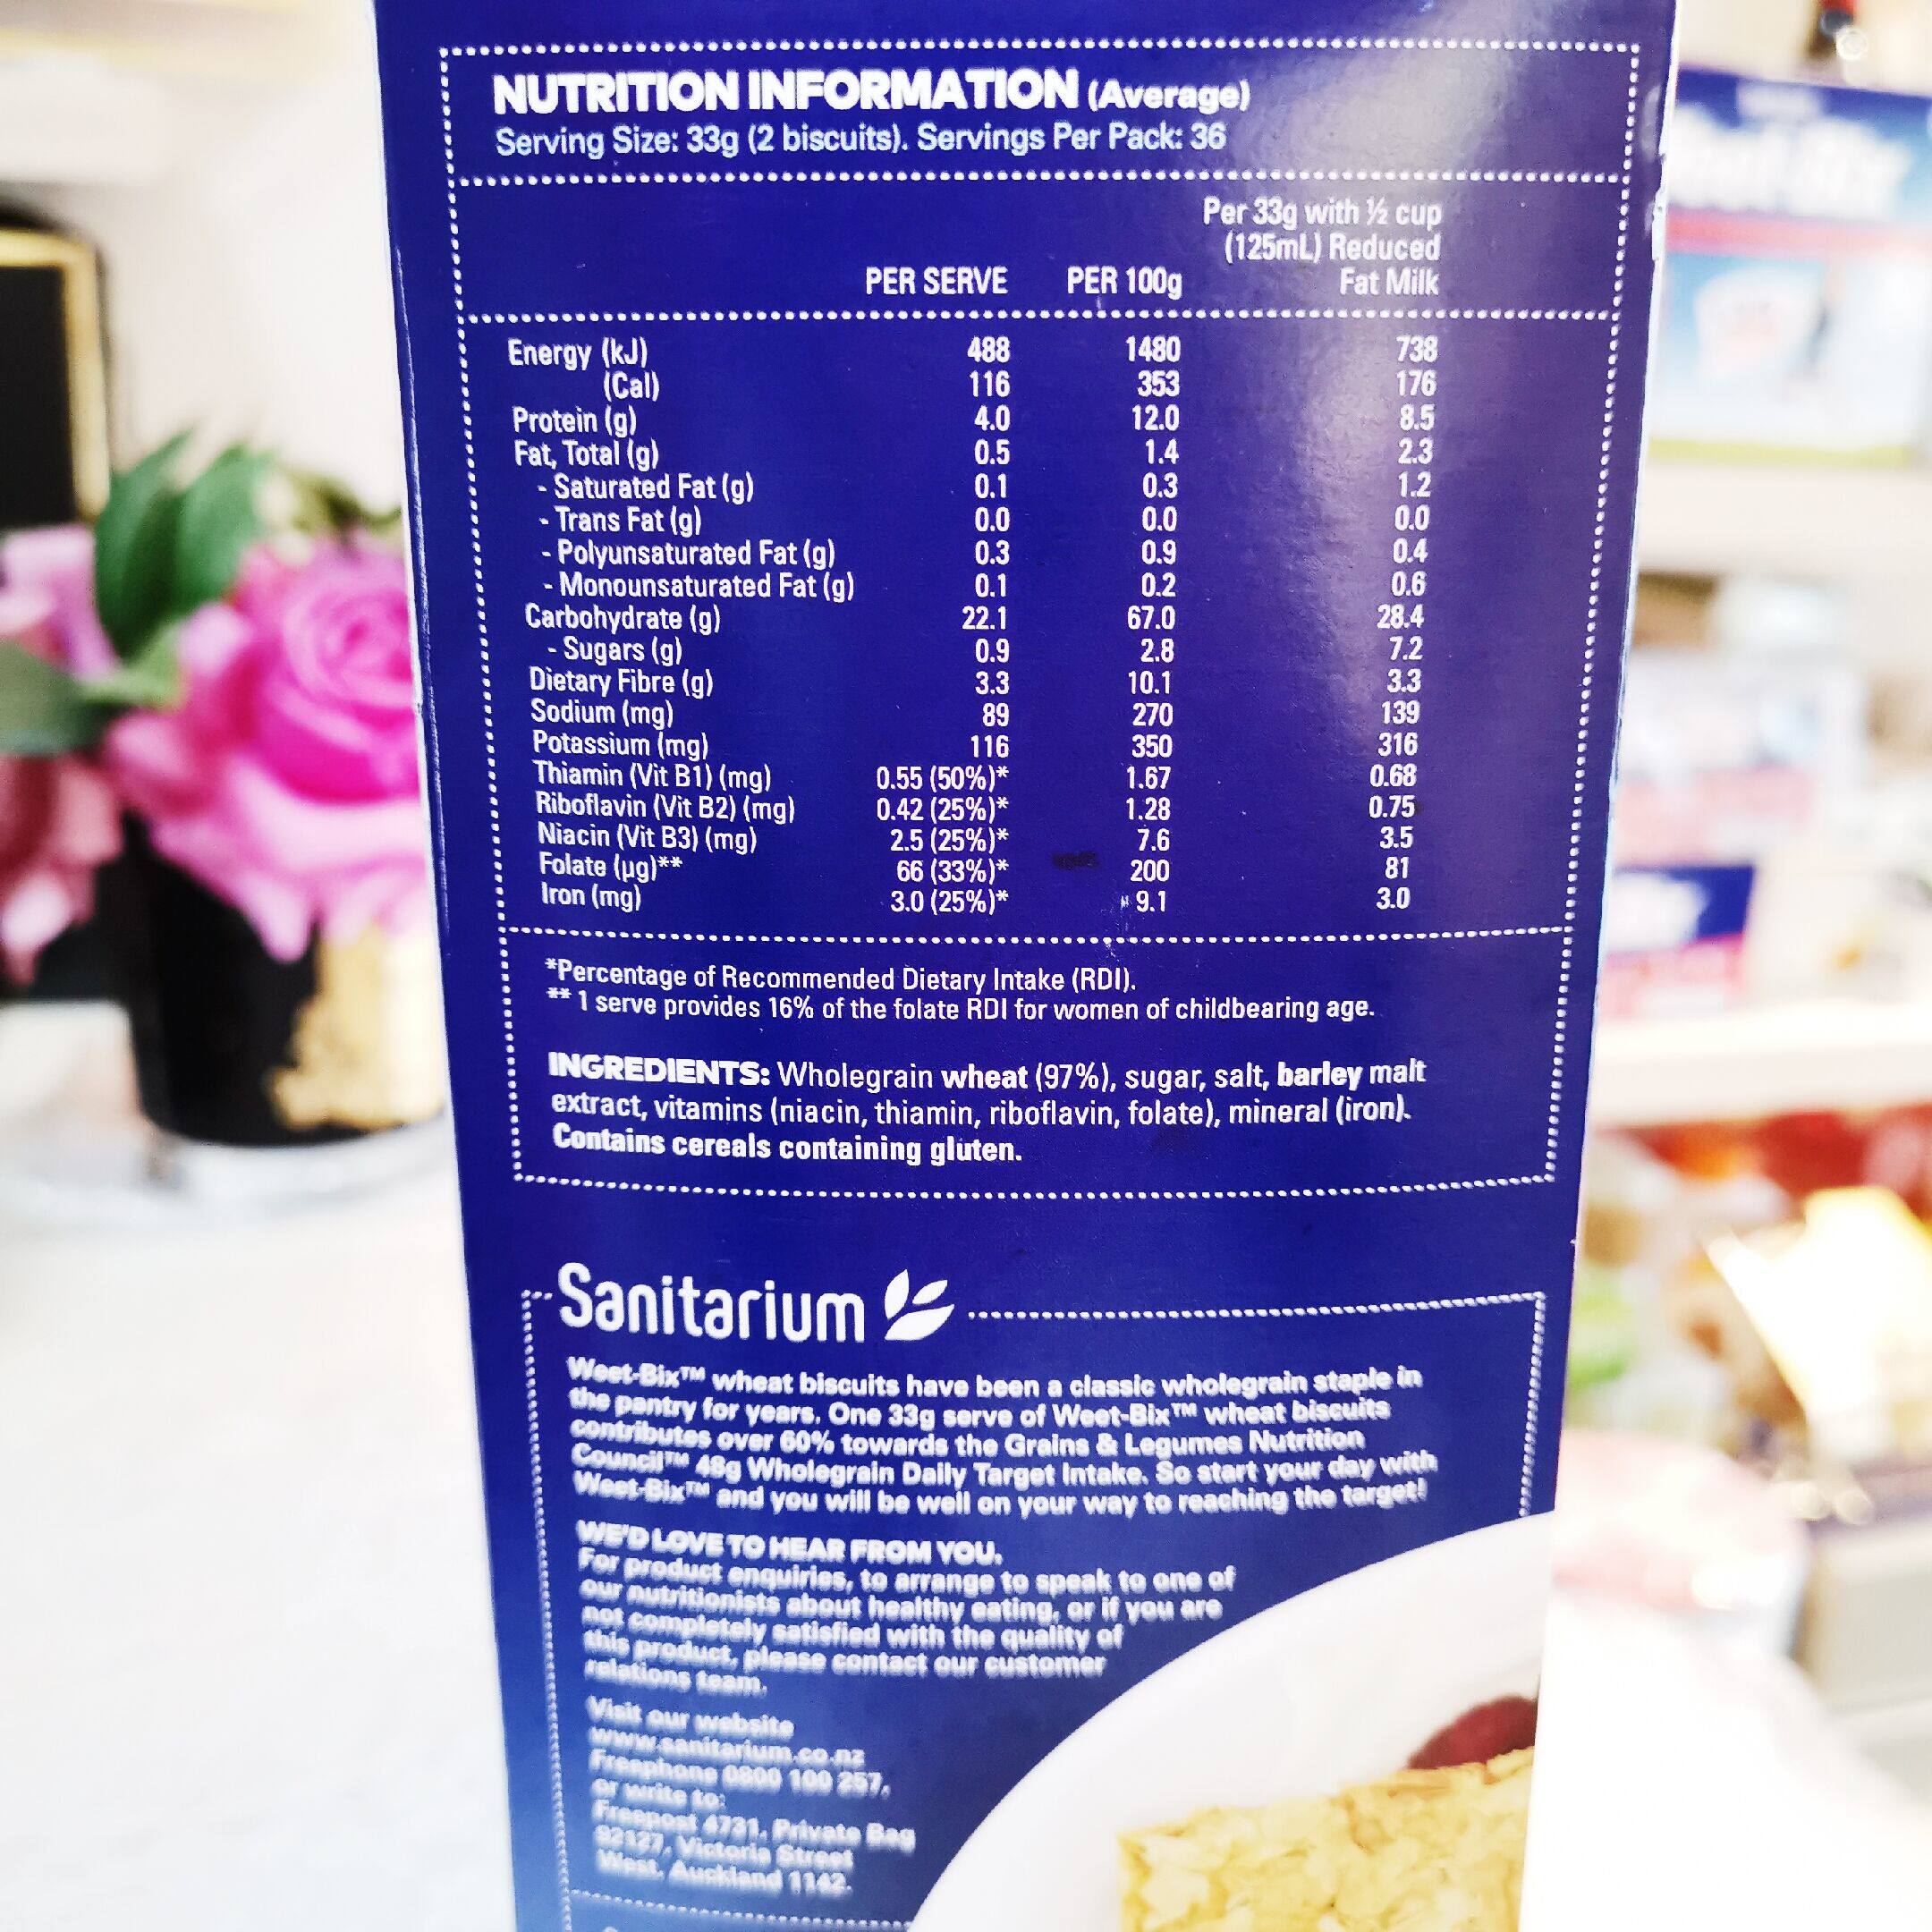 NUTRITION INFORMATION (Average)
Serving Size: 33g (2 biscuits). Servings Per Pack: 36
PER SERVE PER 100g Per 33g with ½ cup (125mL) Reduced Fat Milk
Energy (kJ) 488 1480 738
(Cal) 116 353 176
Protein (g) 4.0 12.0 8.5
Fat, Total (g) 0.5 1.4 2.3
- Saturated Fat (g) 0.1 0.3 1.2
- Trans Fat (g) 0.0 0.0 0.0
- Polyunsaturated Fat (g) 0.3 0.9 0.4
- Monounsaturated Fat (g) 0.1 0.2 0.6
Carbohydrate (g) 22.1 67.0 28.4
- Sugars (g) 0.9 2.8 7.2
Dietary Fibre (g) 3.3 10.1 3.3
Sodium (mg) 89 270 139
Potassium (mg) 116 350 316
Thiamin (Vit B1) (mg) 0.55 (50%)* 1.67 0.68
Riboflavin (Vit B2) (mg) 0.42 (25%)* 1.28 0.75
Niacin (Vit B3) (mg) 2.5 (25%)* 7.6 3.5
Folate (µg)** 66 (33%)* 200 81
Iron (mg) 3.0 (25%)* 9.1 3.0
*Percentage of Recommended Dietary Intake (RDI).
** 1 serve provides 16% of the folate RDI for women of childbearing age.
INGREDIENTS: Wholegrain wheat (97%), sugar, salt, barley malt
extract, vitamins (niacin, thiamin, riboflavin, folate), mineral (iron).
Contains cereals containing gluten.
Sanitarium
Weet-Bix™ wheat biscuits have been a classic wholegrain staple in
the pantry for years. One 33g serve of Weet-Bix™ wheat biscuits
contributes over 60% towards the Grains & Legumes Nutrition
Council™ 48g Wholegrain Daily Target Intake. So start your day with
Weet-Bix™ and you will be well on your way to reaching the target!
WE'D LOVE TO HEAR FROM YOU.
For product enquiries, to arrange to speak to one of
our nutritionists about healthy eating, or if you are
not completely satisfied with the quality of
this product, please contact our customer
relations team.
Visit our website
www.sanitarium.co.nz
Freephone 0800 100 257,
or write to:
Freepost 4731, Private Bag
92127, Victoria Street
West, Auckland 1142.